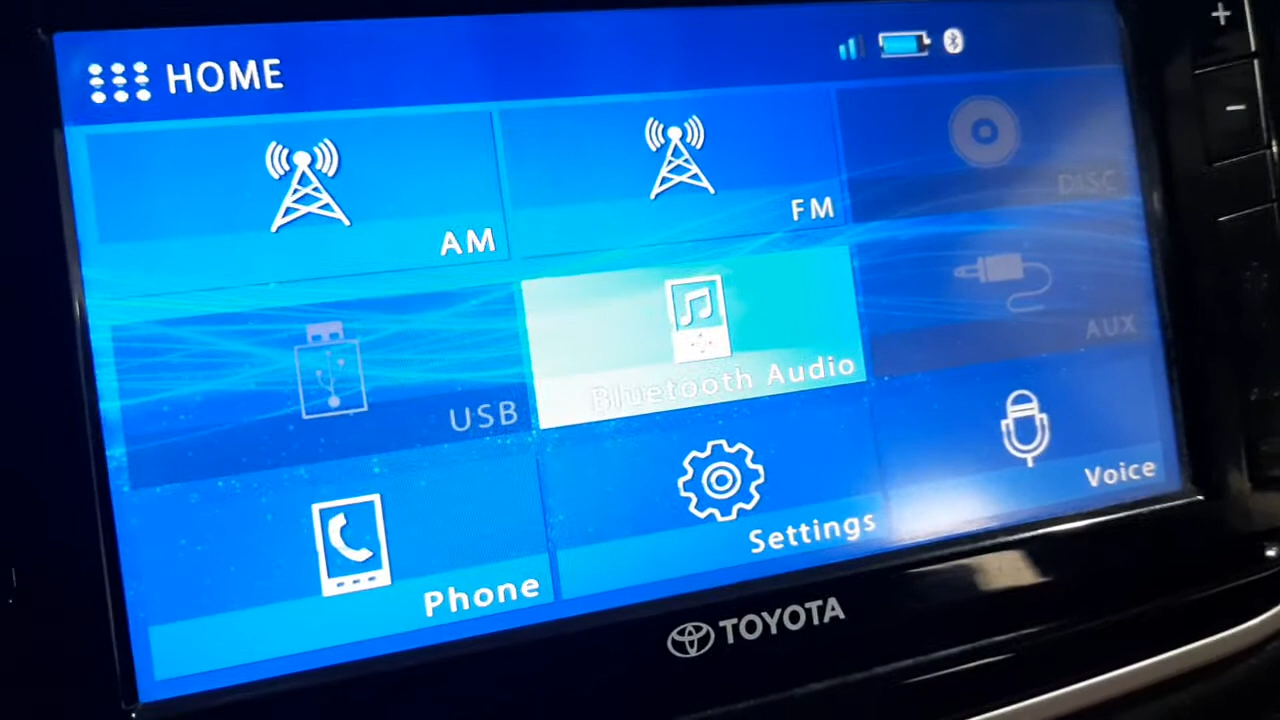 HOME
AM
FM
DISC
USB
Bluetooth Audio
AUX
Phone
Settings
Voice
TOYOTA
+
-